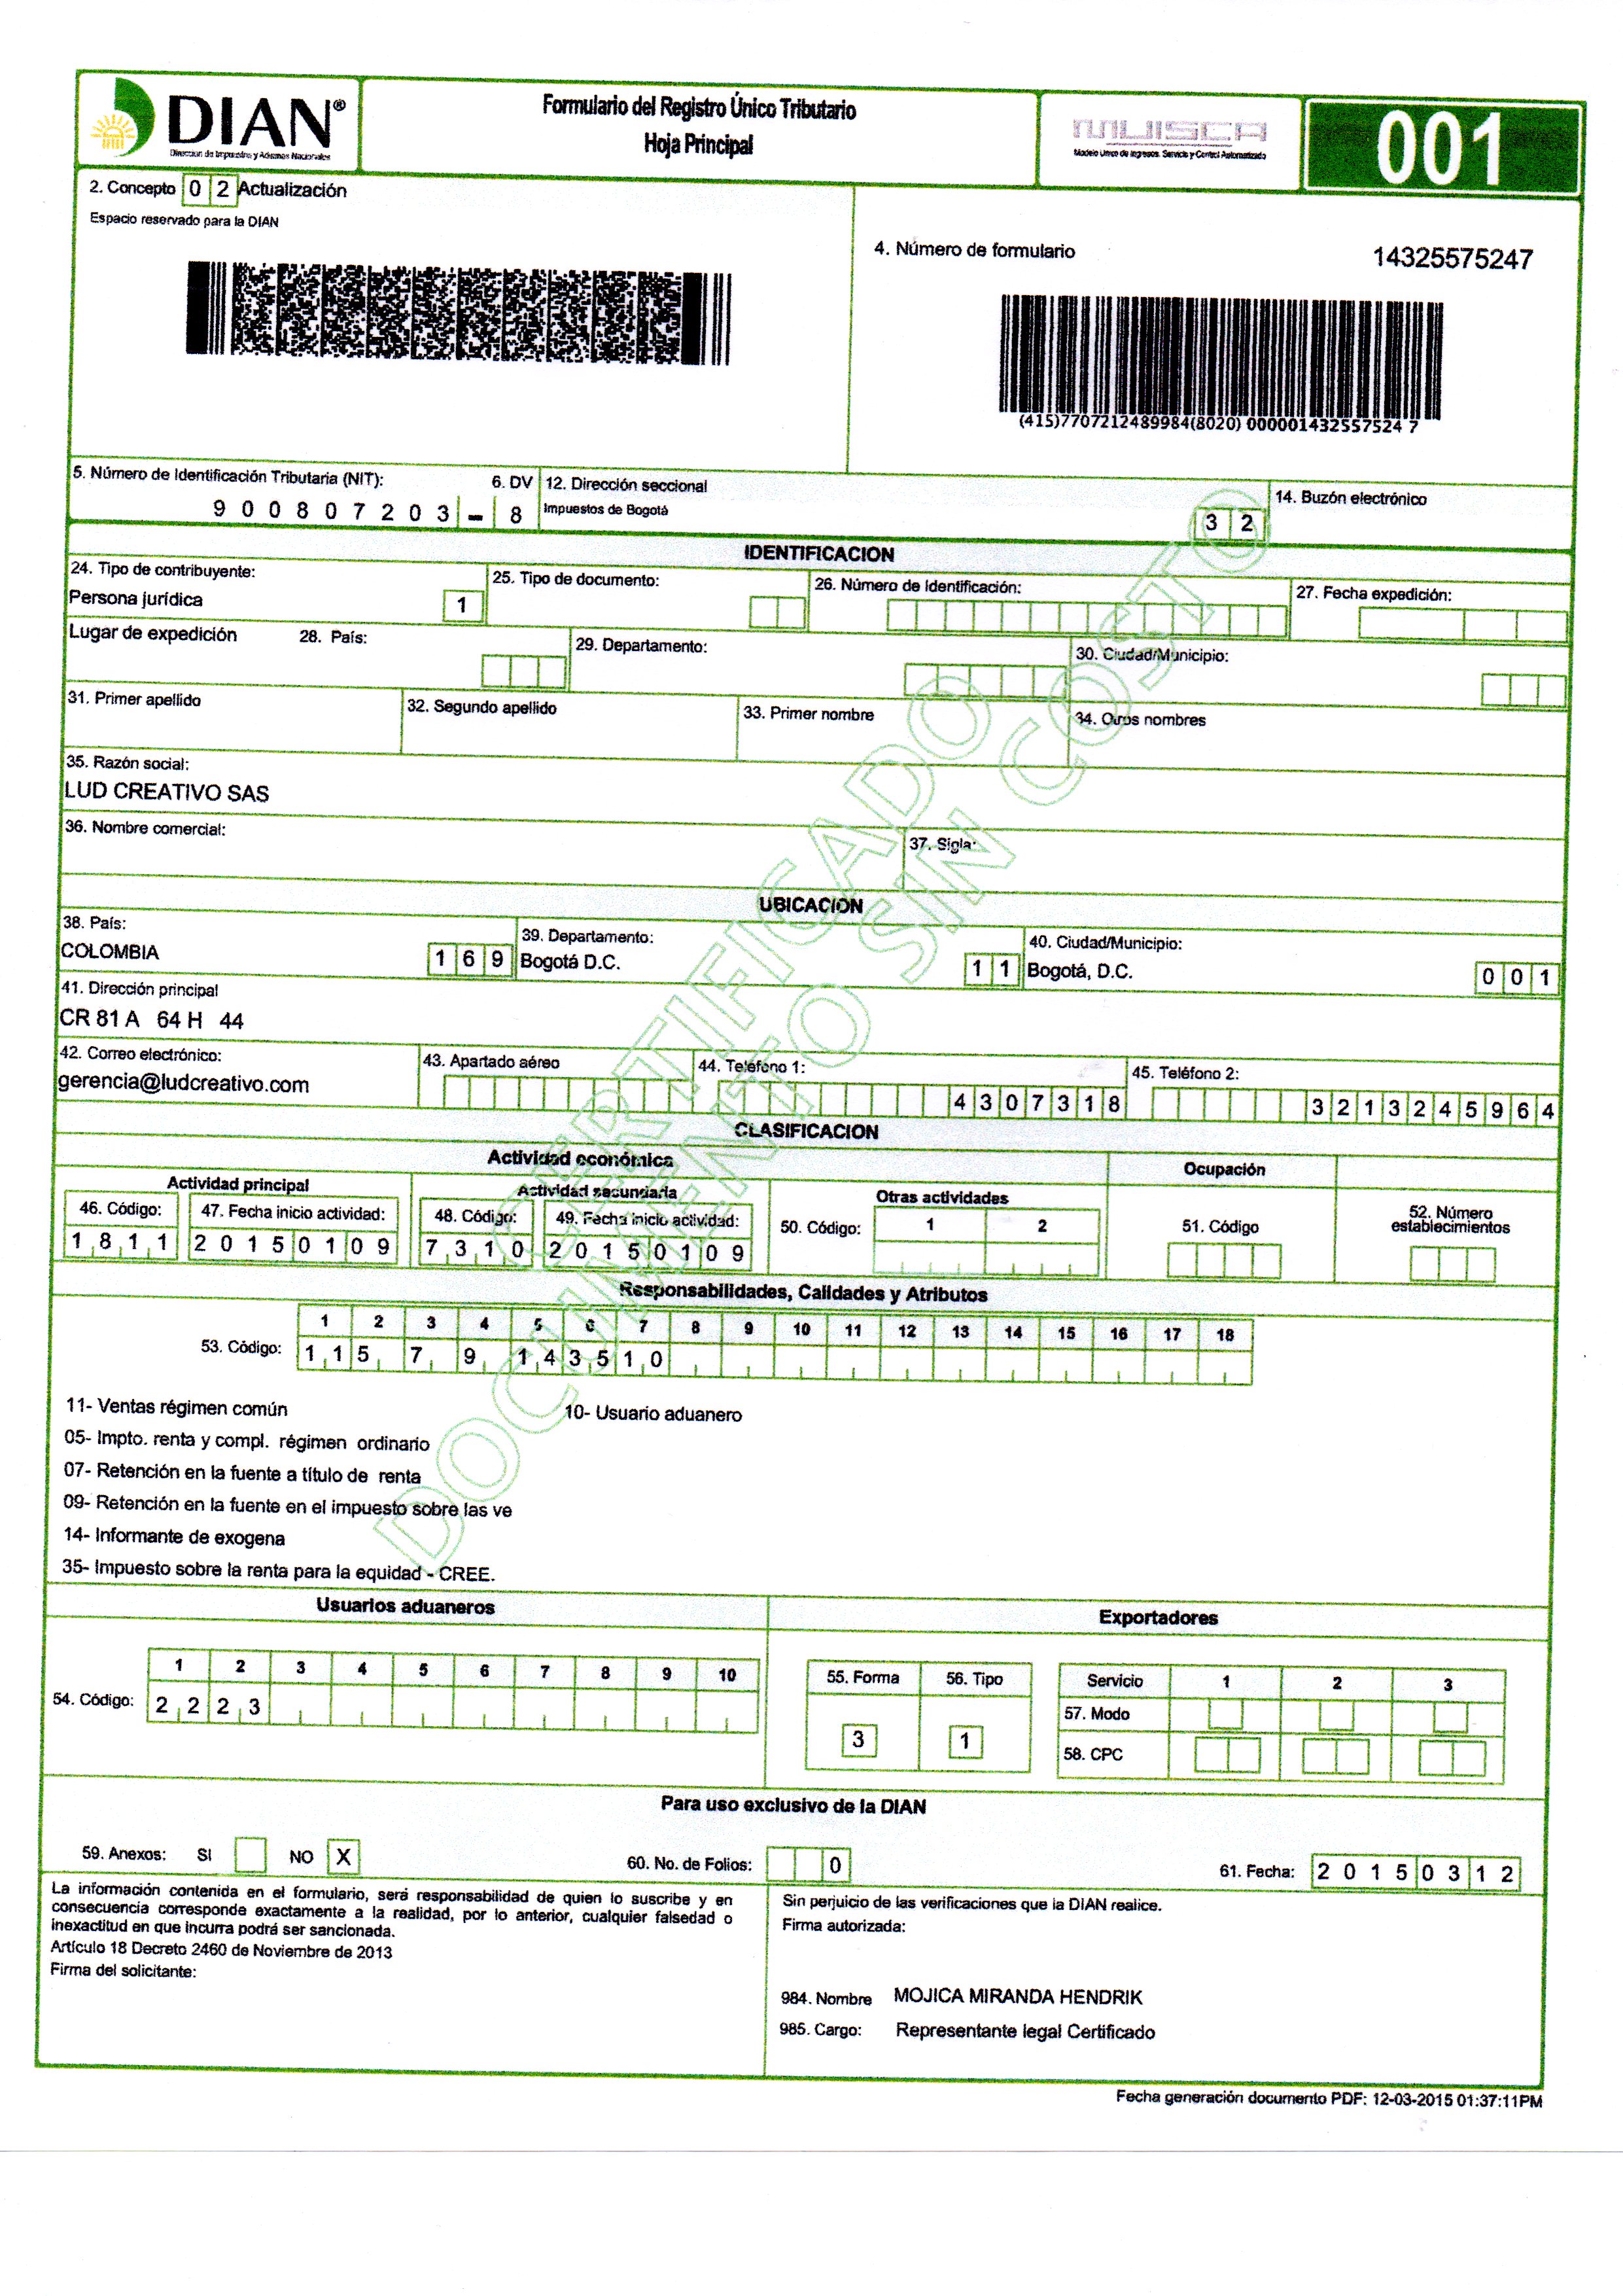 DIAN®
Dirección de Impuestos y Aduanas Nacionales
Formulario del Registro Único Tributario
Hoja Principal
MUISCA
Modelo Unico de Ingresos, Servicio y Control Automatizado
001
2. Concepto 0 2 Actualización
Espacio reservado para la DIAN
4. Número de formulario 14325575247
(415)7707212489984(8020) 000001432557524 7
5. Número de Identificación Tributaria (NIT): 6. DV 12. Dirección seccional 14. Buzón electrónico
9 0 0 8 0 7 2 0 3 - 8 Impuestos de Bogotá 3 2
IDENTIFICACION
24. Tipo de contribuyente: 25. Tipo de documento: 26. Número de Identificación: 27. Fecha expedición:
Persona jurídica 1
Lugar de expedición 28. País: 29. Departamento: 30. Ciudad/Municipio:
31. Primer apellido 32. Segundo apellido 33. Primer nombre 34. Otros nombres
35. Razón social:
LUD CREATIVO SAS
36. Nombre comercial: 37. Sigla:
UBICACION
38. País: 39. Departamento: 40. Ciudad/Municipio:
COLOMBIA 1 6 9 Bogotá D.C. 1 1 Bogotá, D.C. 0 0 1
41. Dirección principal
CR 81 A 64 H 44
42. Correo electrónico: 43. Apartado aéreo 44. Teléfono 1: 45. Teléfono 2:
gerencia@ludcreativo.com 4 3 0 7 3 1 8 3 2 1 3 2 4 5 9 6 4
CLASIFICACION
Actividad económica Ocupación
Actividad principal Actividad secundaria Otras actividades
46. Código: 47. Fecha inicio actividad: 48. Código: 49. Fecha inicio actividad: 50. Código: 1 2 51. Código 52. Número establecimientos
1 8 1 1 2 0 1 5 0 1 0 9 7 3 1 0 2 0 1 5 0 1 0 9
Responsabilidades, Calidades y Atributos
1 2 3 4 5 6 7 8 9 10 11 12 13 14 15 16 17 18
53. Código: 1 1 5 7 9 1 4 3 5 1 0
11- Ventas régimen común 10- Usuario aduanero
05- Impto. renta y compl. régimen ordinario
07- Retención en la fuente a título de renta
09- Retención en la fuente en el impuesto sobre las ve
14- Informante de exogena
35- Impuesto sobre la renta para la equidad - CREE.
Usuarios aduaneros Exportadores
1 2 3 4 5 6 7 8 9 10 55. Forma 56. Tipo Servicio 1 2 3
54. Código: 2 2 2 3 3 1 57. Modo
58. CPC
Para uso exclusivo de la DIAN
59. Anexos: SI NO X 60. No. de Folios: 0 61. Fecha: 2 0 1 5 0 3 1 2
La información contenida en el formulario, será responsabilidad de quien lo suscribe y en
consecuencia corresponde exactamente a la realidad, por lo anterior, cualquier falsedad o
inexactitud en que incurra podrá ser sancionada.
Artículo 18 Decreto 2460 de Noviembre de 2013
Firma del solicitante:
Sin perjuicio de las verificaciones que la DIAN realice.
Firma autorizada:
984. Nombre MOJICA MIRANDA HENDRIK
985. Cargo: Representante legal Certificado
Fecha generación documento PDF: 12-03-2015 01:37:11PM
CERTIFICADO
DOCUMENTO SIN COSTO